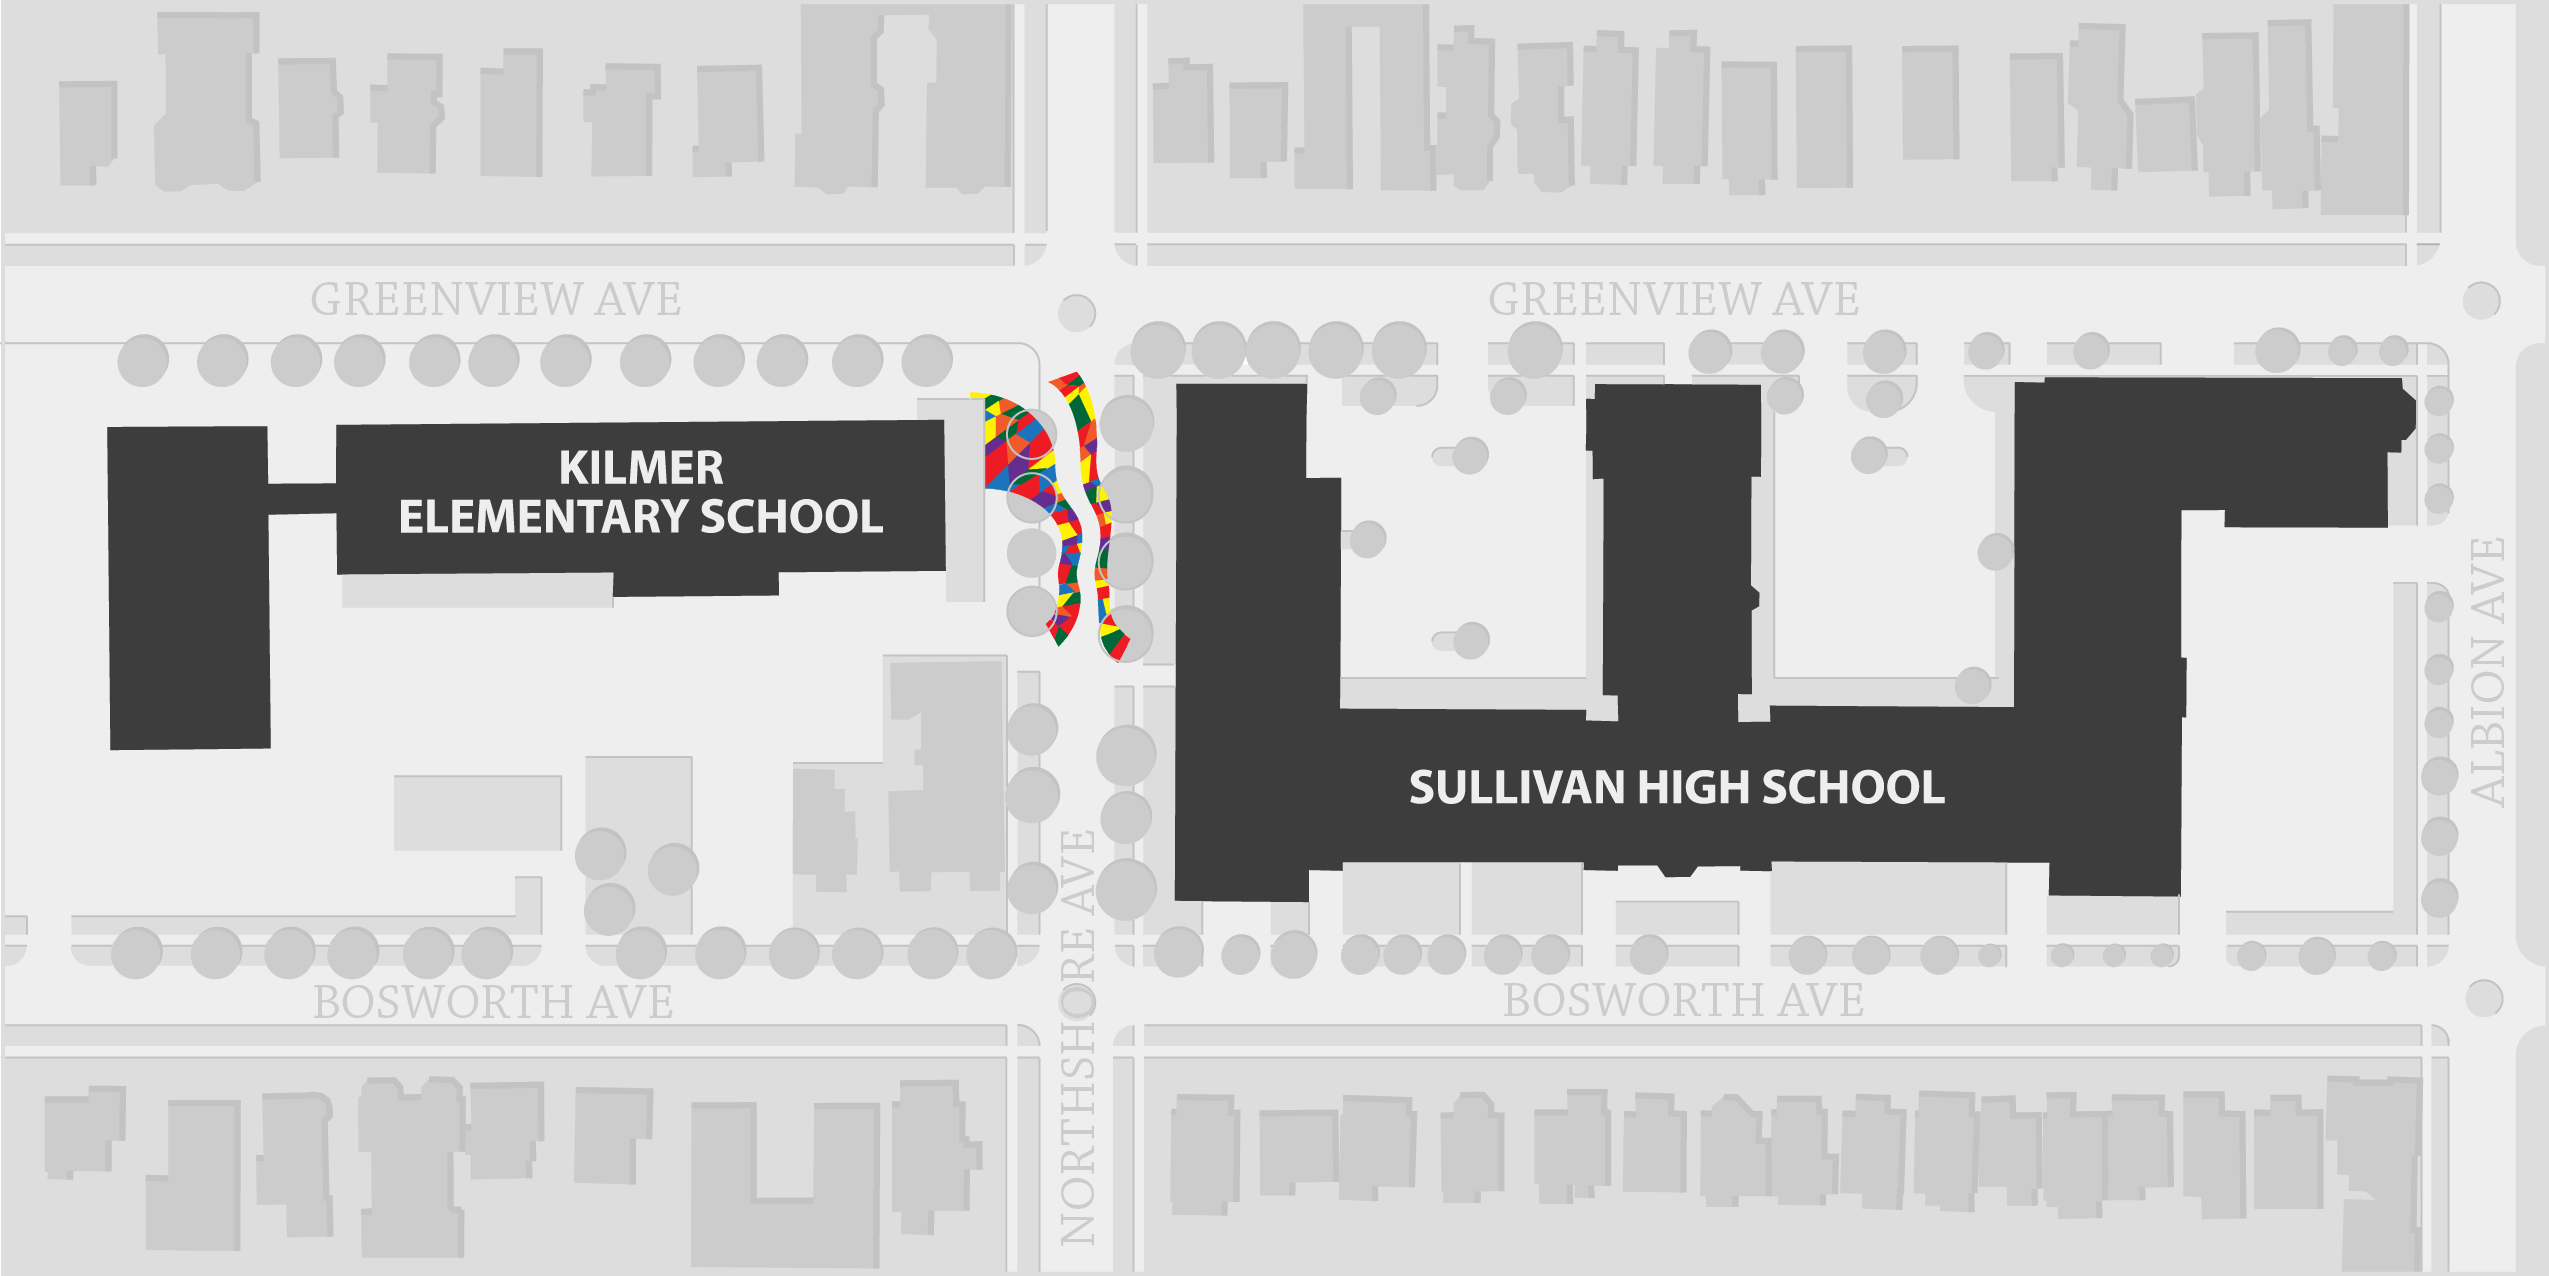 GREENVIEW AVE
GREENVIEW AVE
KILMER
ELEMENTARY SCHOOL
SULLIVAN HIGH SCHOOL
ALBION AVE
NORTHSHORE AVE
BOSWORTH AVE
BOSWORTH AVE